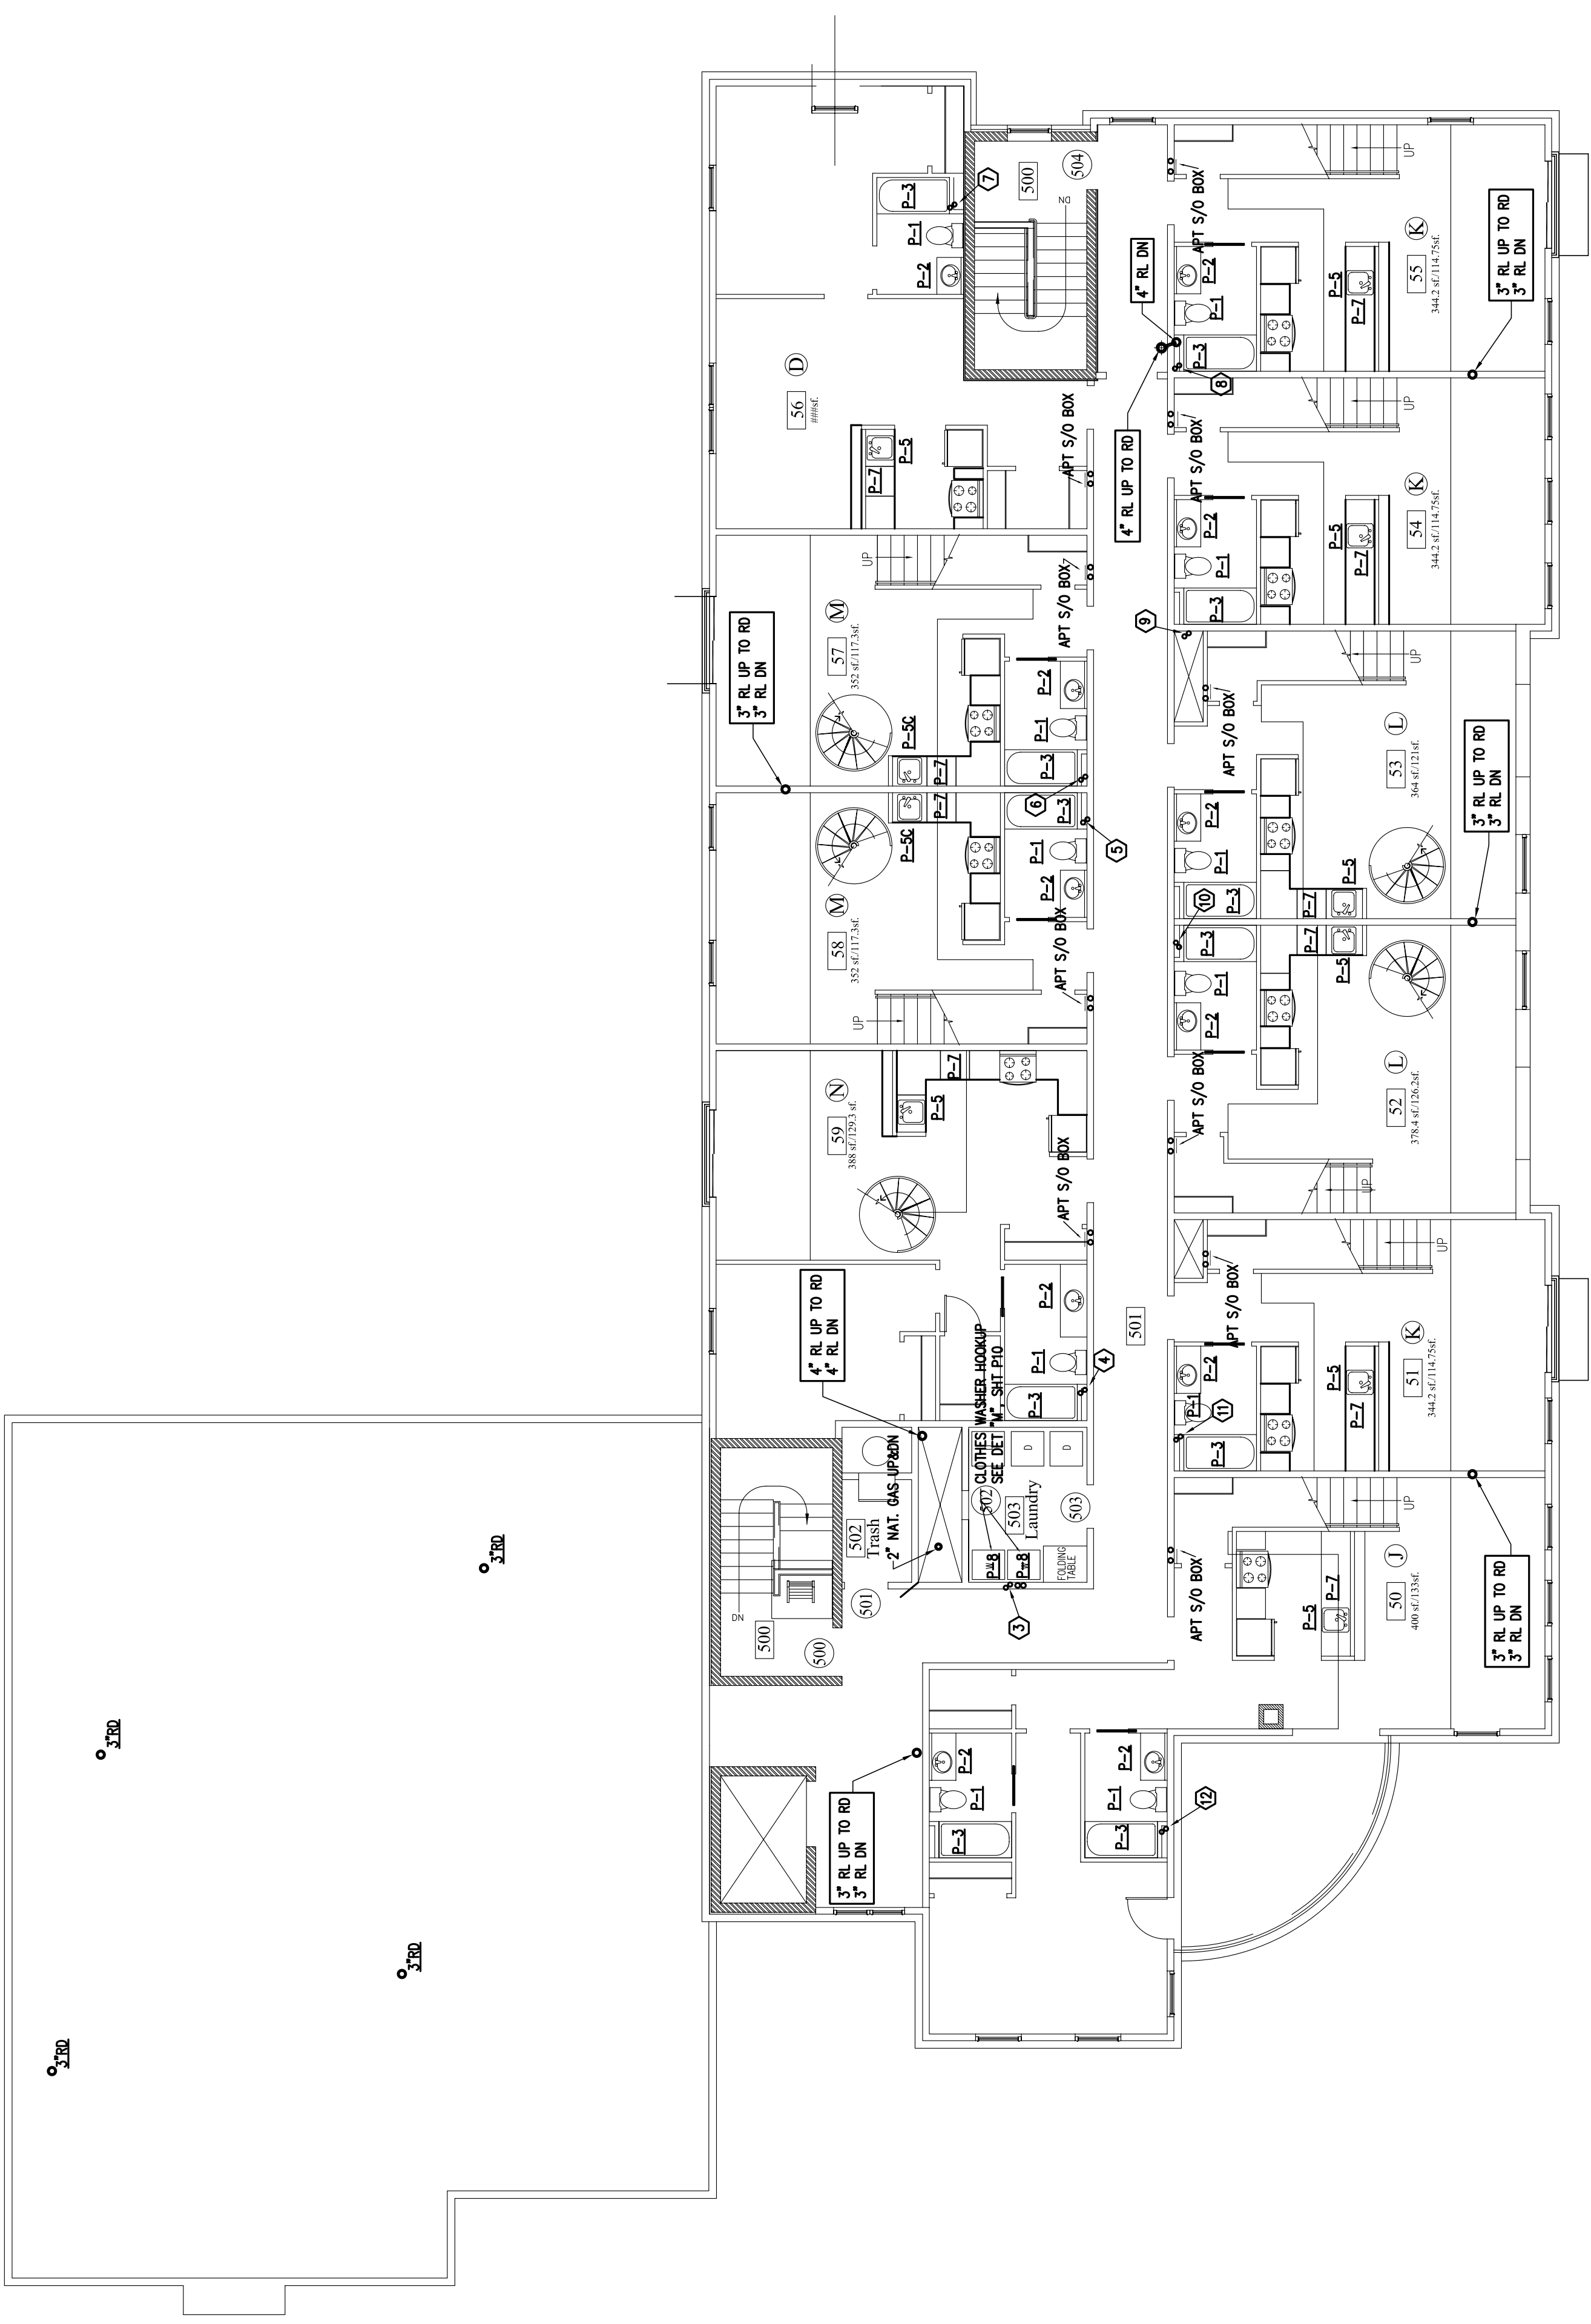 3"RD
3"RD
3"RD
3"RD
3" RL UP TO RD
3" RL DN
4" RL UP TO RD
4" RL DN
3" RL UP TO RD
3" RL DN
DN
500
500
501
502
Trash
2" NAT. GAS UP&DN
CLOTHES WASHER HOOKUP
SEE DET "M", SHT P10
502
503
Laundry
503
P-8
P-8
W
W
D
D
FOLDING
TABLE
3
P-3
P-1
P-2
4
59
N
388 sf./129.3 sf.
P-5
P-7
APT S/O BOX
UP
58
M
352 sf./117.3sf.
P-5C
P-7
P-2
P-1
P-3
5
APT S/O BOX
57
M
352 sf./117.3sf.
P-5C
P-7
P-3
P-1
P-2
6
UP
APT S/O BOX
56
D
###sf.
P-7
P-5
APT S/O BOX
P-2
P-1
P-3
7
500
504
DN
4" RL UP TO RD
4" RL DN
501
P-3
P-1
P-2
P-3
P-1
P-2
12
50
J
400 sf./133sf.
P-5
P-7
APT S/O BOX
UP
3" RL UP TO RD
3" RL DN
11
P-3
P-1
P-2
APT S/O BOX
P-5
P-7
51
K
344.2 sf./114.75sf.
UP
52
L
378.4 sf./126.2sf.
UP
APT S/O BOX
P-2
P-1
P-3
10
P-7
P-5
3" RL UP TO RD
3" RL DN
53
L
364 sf./121sf.
P-3
P-1
P-2
P-7
P-5
APT S/O BOX
UP
9
54
K
344.2 sf./114.75sf.
P-3
P-1
P-2
P-5
P-7
APT S/O BOX
UP
8
55
K
344.2 sf./114.75sf.
P-3
P-1
P-2
P-5
P-7
APT S/O BOX
UP
3" RL UP TO RD
3" RL DN